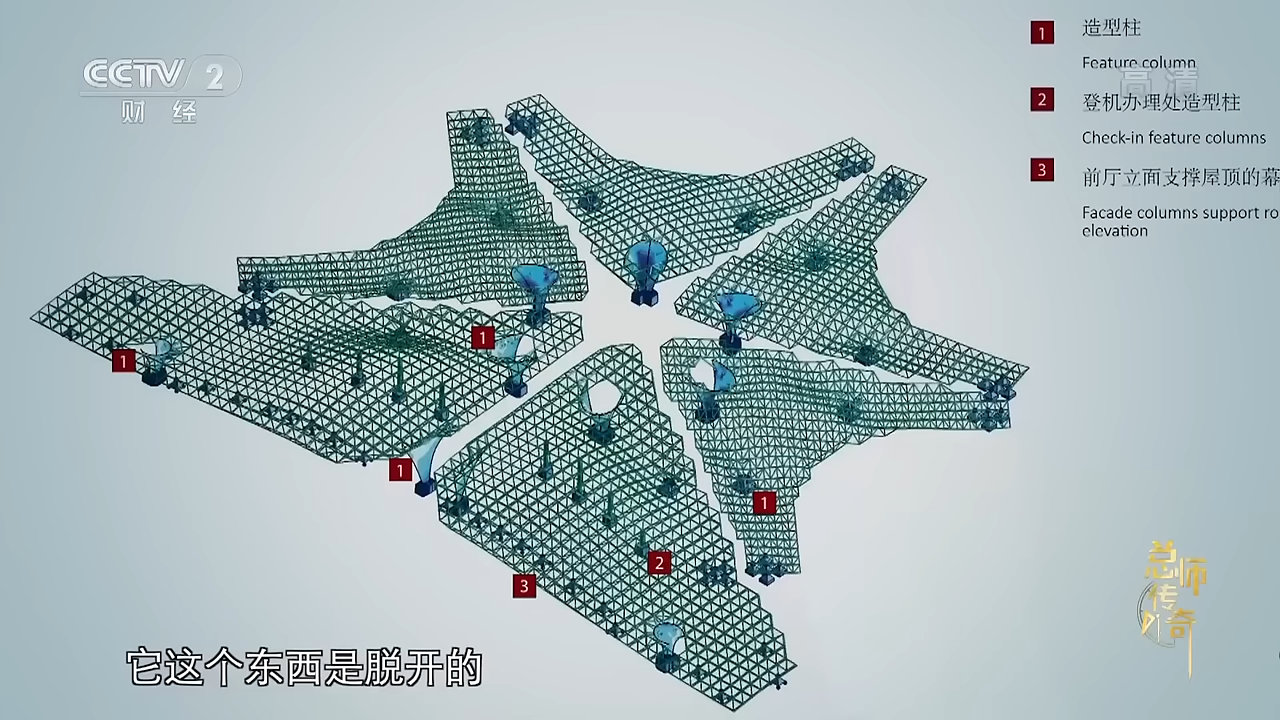 CCTV 2
财经
高清
1 造型柱
Feature column
2 登机办理处造型柱
Check-in feature columns
3 前厅立面支撑屋顶的幕
Facade columns support ro
elevation
1
1
1
1
2
3
总师传奇
它这个东西是脱开的